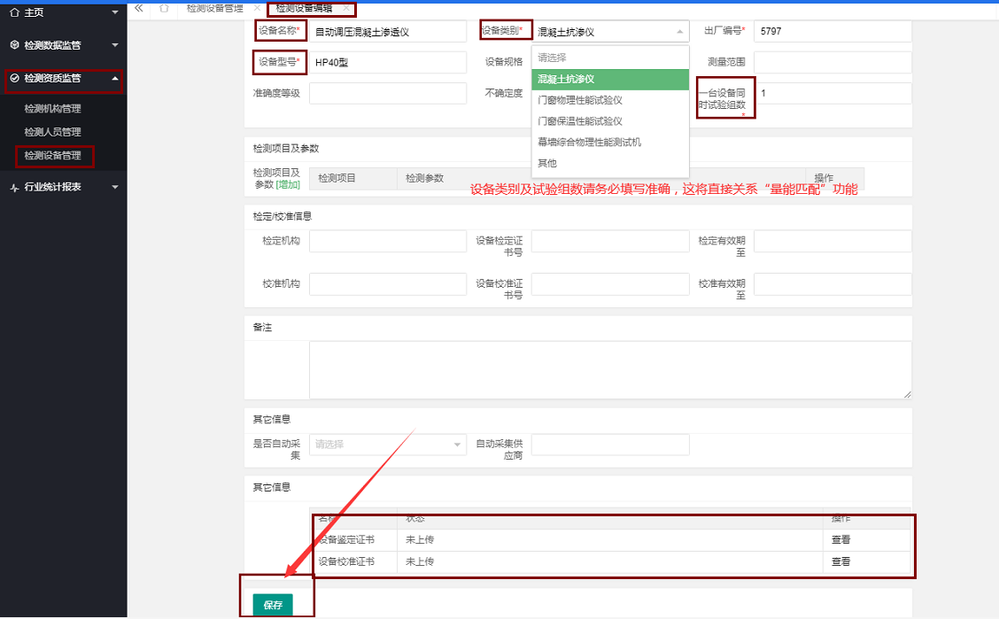 主页
检测数据监管
检测资质监管
检测机构管理
检测人员管理
检测设备管理
行业统计报表
检测设备管理 ×
检测设备编辑 ×
设备名称* 自动调压混凝土渗透仪
设备类别* 混凝土抗渗仪
出厂编号* 5797
设备型号* HP40型
设备规格
测量范围
准确度等级
不确定度
一台设备同
时试验组数
* 1
请选择
混凝土抗渗仪
门窗物理性能试验仪
门窗保温性能试验仪
幕墙综合物理性能测试机
其他
检测项目及参数
检测项目及
参数 [增加]
检测项目 检测参数 操作
设备类别及试验组数请务必填写准确，这将直接关系“量能匹配”功能
检定/校准信息
检定机构
设备检定证
书号
检定有效期
至
校准机构
设备校准证
书号
校准有效期
至
备注
其它信息
是否自动采
集
请选择
自动采集供
应商
其它信息
名称 状态 操作
设备鉴定证书 未上传 查看
设备校准证书 未上传 查看
保存